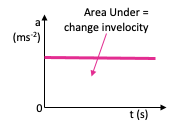 Area Under =
change invelocity
a
(ms⁻²)
0
t (s)